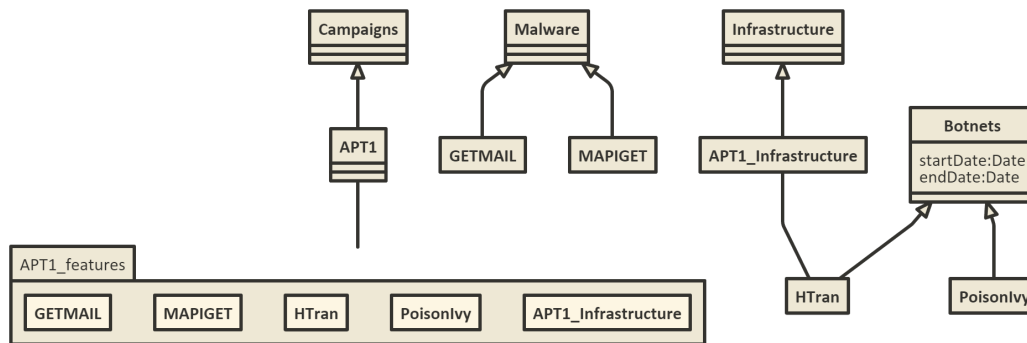 Campaigns
Malware
Infrastructure
Botnets
startDate:Date
endDate:Date
APT1
GETMAIL
MAPIGET
APT1_Infrastructure
APT1_features
HTran
PoisonIvy
GETMAIL
MAPIGET
HTran
PoisonIvy
APT1_Infrastructure